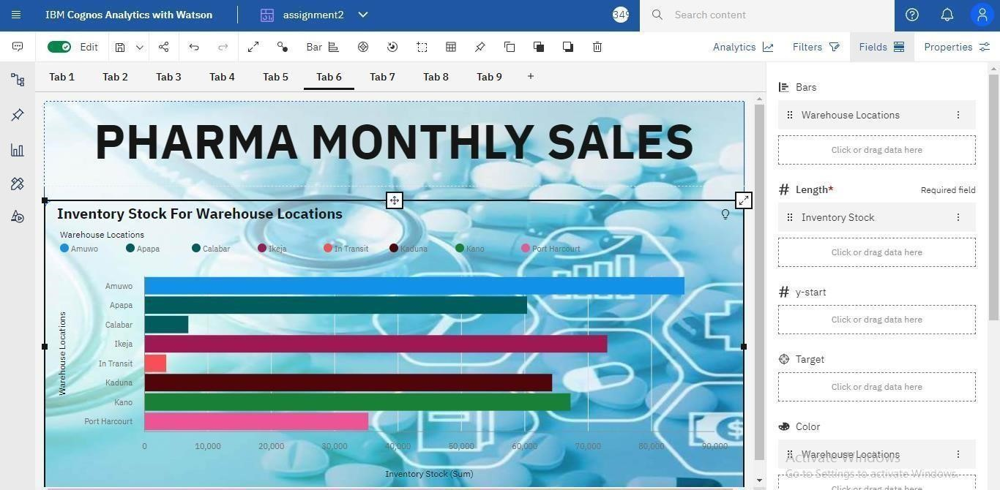 IBM Cognos Analytics with Watson
assignment2
349
Search content
Edit
Bar
Analytics
Filters
Fields
Properties
Tab 1
Tab 2
Tab 3
Tab 4
Tab 5
Tab 6
Tab 7
Tab 8
Tab 9
+
PHARMA MONTHLY SALES
Inventory Stock For Warehouse Locations
Warehouse Locations
Amuwo
Apapa
Calabar
Ikeja
In Transit
Kaduna
Kano
Port Harcourt
Warehouse Locations
Amuwo
Apapa
Calabar
Ikeja
In Transit
Kaduna
Kano
Port Harcourt
0
10,000
20,000
30,000
40,000
50,000
60,000
70,000
80,000
90,000
Inventory Stock (Sum)
Bars
Warehouse Locations
Click or drag data here
# Length*
Required field
Inventory Stock
Click or drag data here
# y-start
Click or drag data here
Target
Click or drag data here
Color
Warehouse Locations
Activate Windows
Go to Settings to activate Windows.
Click or drag data here